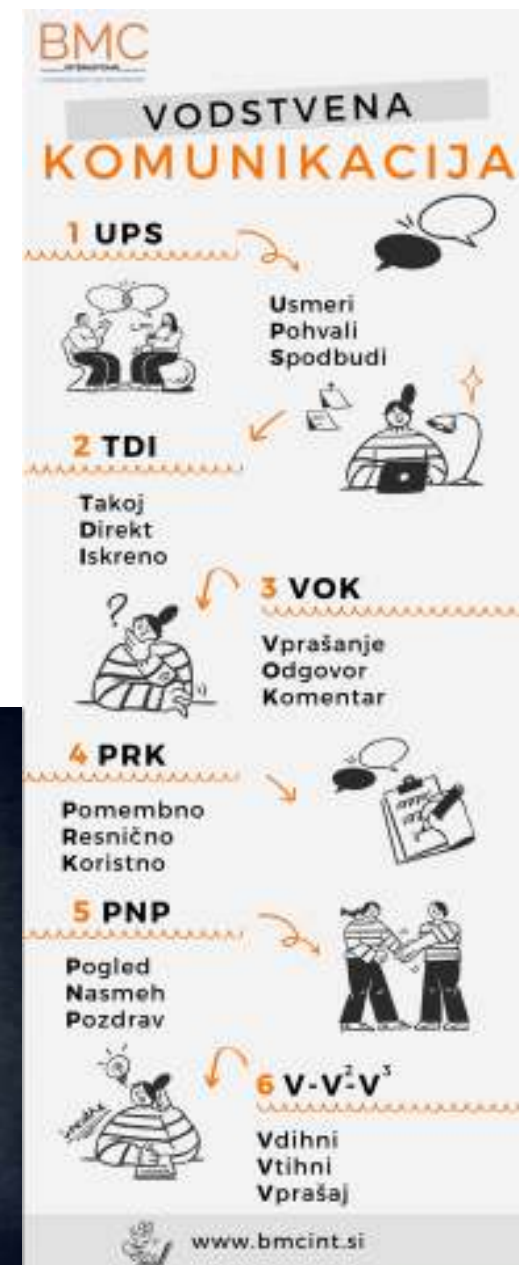 BMC
INTERNATIONAL
VODSTVENA
KOMUNIKACIJA
1 UPS
Usmeri
Pohvali
Spodbudi
2 TDI
Takoj
Direkt
Iskreno
3 VOK
Vprašanje
Odgovor
Komentar
4 PRK
Pomembno
Resnično
Koristno
5 PNP
Pogled
Nasmeh
Pozdrav
6 V-V²-V³
Vdihni
Vtihni
Vprašaj
www.bmcint.si